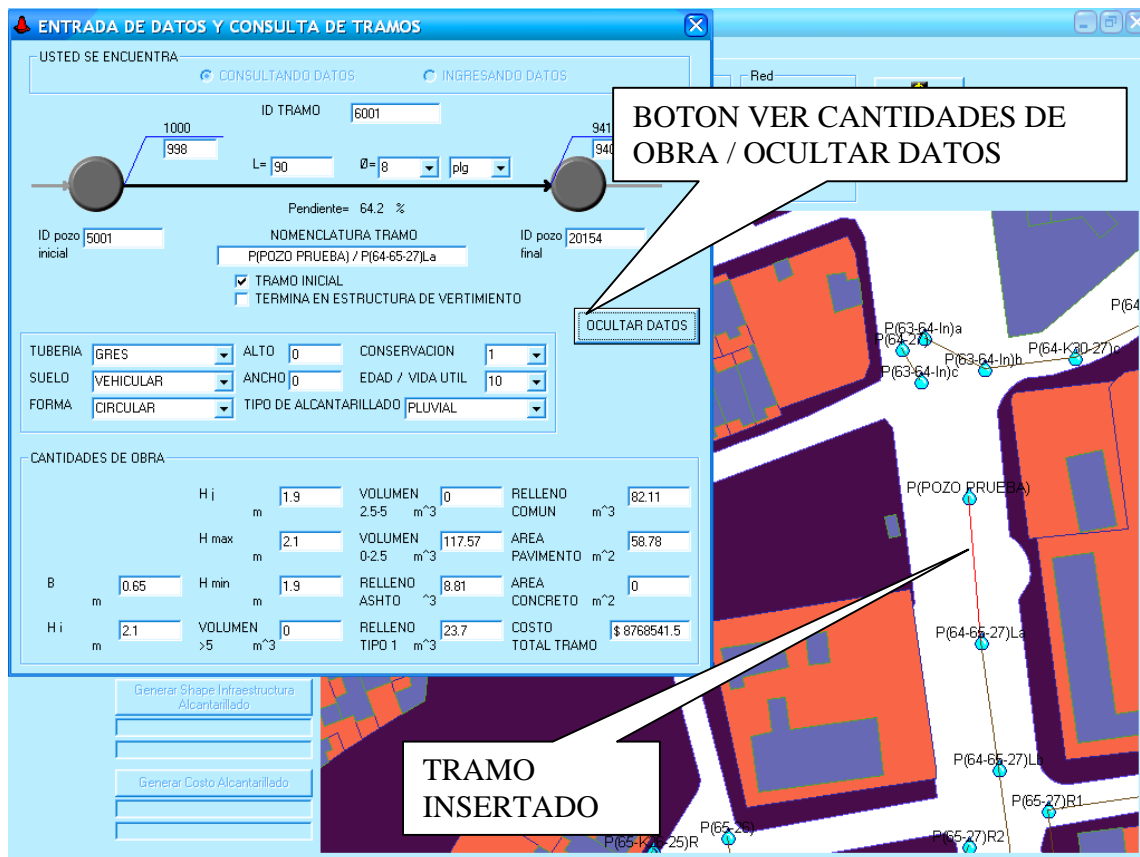 ENTRADA DE DATOS Y CONSULTA DE TRAMOS
USTED SE ENCUENTRA
CONSULTANDO DATOS
INGRESANDO DATOS
ID TRAMO 6001
1000
998
L= 90
Ø= 8 plg
941
940
Pendiente= 64.2 %
ID pozo inicial 5001
NOMENCLATURA TRAMO
P(POZO PRUEBA) / P(64-65-27)La
ID pozo final 20154
TRAMO INICIAL
TERMINA EN ESTRUCTURA DE VERTIMIENTO
OCULTAR DATOS
TUBERIA GRES
ALTO 0
CONSERVACION 1
SUELO VEHICULAR
ANCHO 0
EDAD / VIDA UTIL 10
FORMA CIRCULAR
TIPO DE ALCANTARILLADO PLUVIAL
CANTIDADES DE OBRA
H j m 1.9
VOLUMEN 2.5-5 m^3 0
RELLENO COMUN m^3 82.11
H max m 2.1
VOLUMEN 0-2.5 m^3 117.57
AREA PAVIMENTO m^2 58.78
B m 0.65
H min m 1.9
RELLENO ASHTO ^3 8.81
AREA CONCRETO m^2 0
H i m 2.1
VOLUMEN >5 m^3 0
RELLENO TIPO 1 m^3 23.7
COSTO TOTAL TRAMO $ 8768541.5
Generar Shape Infraestructura
Alcantarillado
Generar Costo Alcantarillado
Red
BOTON VER CANTIDADES DE
OBRA / OCULTAR DATOS
P(64
P(63-64-In)a
P(64-27)
P(64-K30-27)c
P(63-64-In)b
P(63-64-In)c
P(POZO PRUEBA)
P(64-65-27)La
P(64-65-27)Lb
P(65-27)R1
P(65-27)R2
P(65-26)
TRAMO
INSERTADO